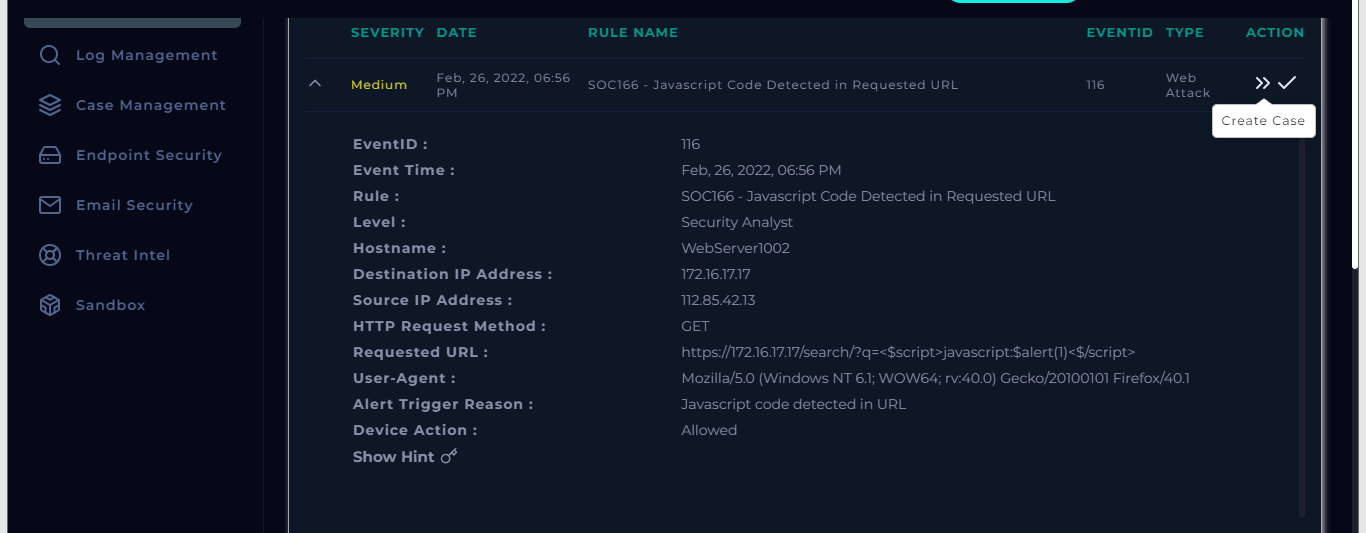 SEVERITY DATE RULE NAME EVENTID TYPE ACTION
Log Management
Medium Feb, 26, 2022, 06:56 PM SOC166 - Javascript Code Detected in Requested URL 116 Web Attack
Case Management
Create Case
EventID : 116
Endpoint Security
Event Time : Feb, 26, 2022, 06:56 PM
Rule : SOC166 - Javascript Code Detected in Requested URL
Email Security
Level : Security Analyst
Hostname : WebServer1002
Threat Intel
Destination IP Address : 172.16.17.17
Source IP Address : 112.85.42.13
Sandbox
HTTP Request Method : GET
Requested URL : https://172.16.17.17/search/?q=<$script>javascript:$alert(1)<$/script>
User-Agent : Mozilla/5.0 (Windows NT 6.1; WOW64; rv:40.0) Gecko/20100101 Firefox/40.1
Alert Trigger Reason : Javascript code detected in URL
Device Action : Allowed
Show Hint